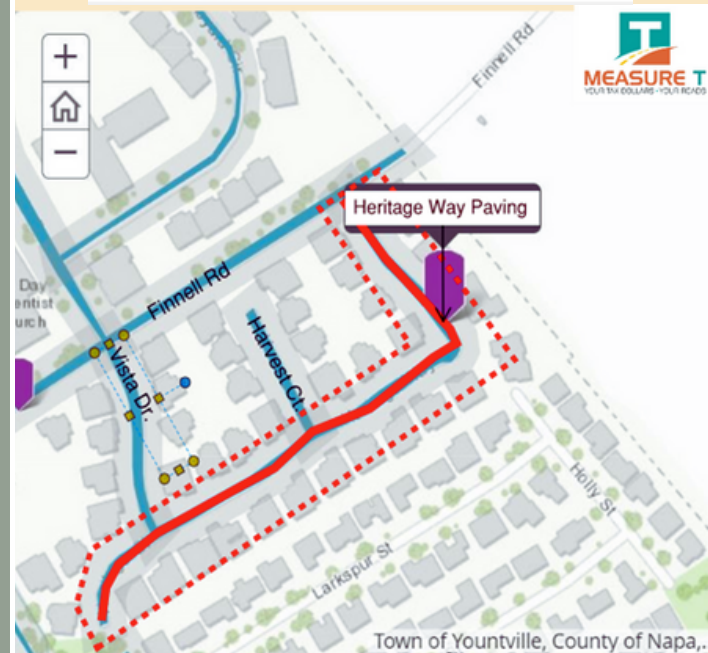 +
−
T
MEASURE T
YOUR TAX DOLLARS - YOUR ROADS
Finnell Rd
Heritage Way Paving
Day
entist
urch
Finnell Rd
Vista Dr.
Harvest Ct.
Holly St
Larkspur St
Town of Yountville, County of Napa,...